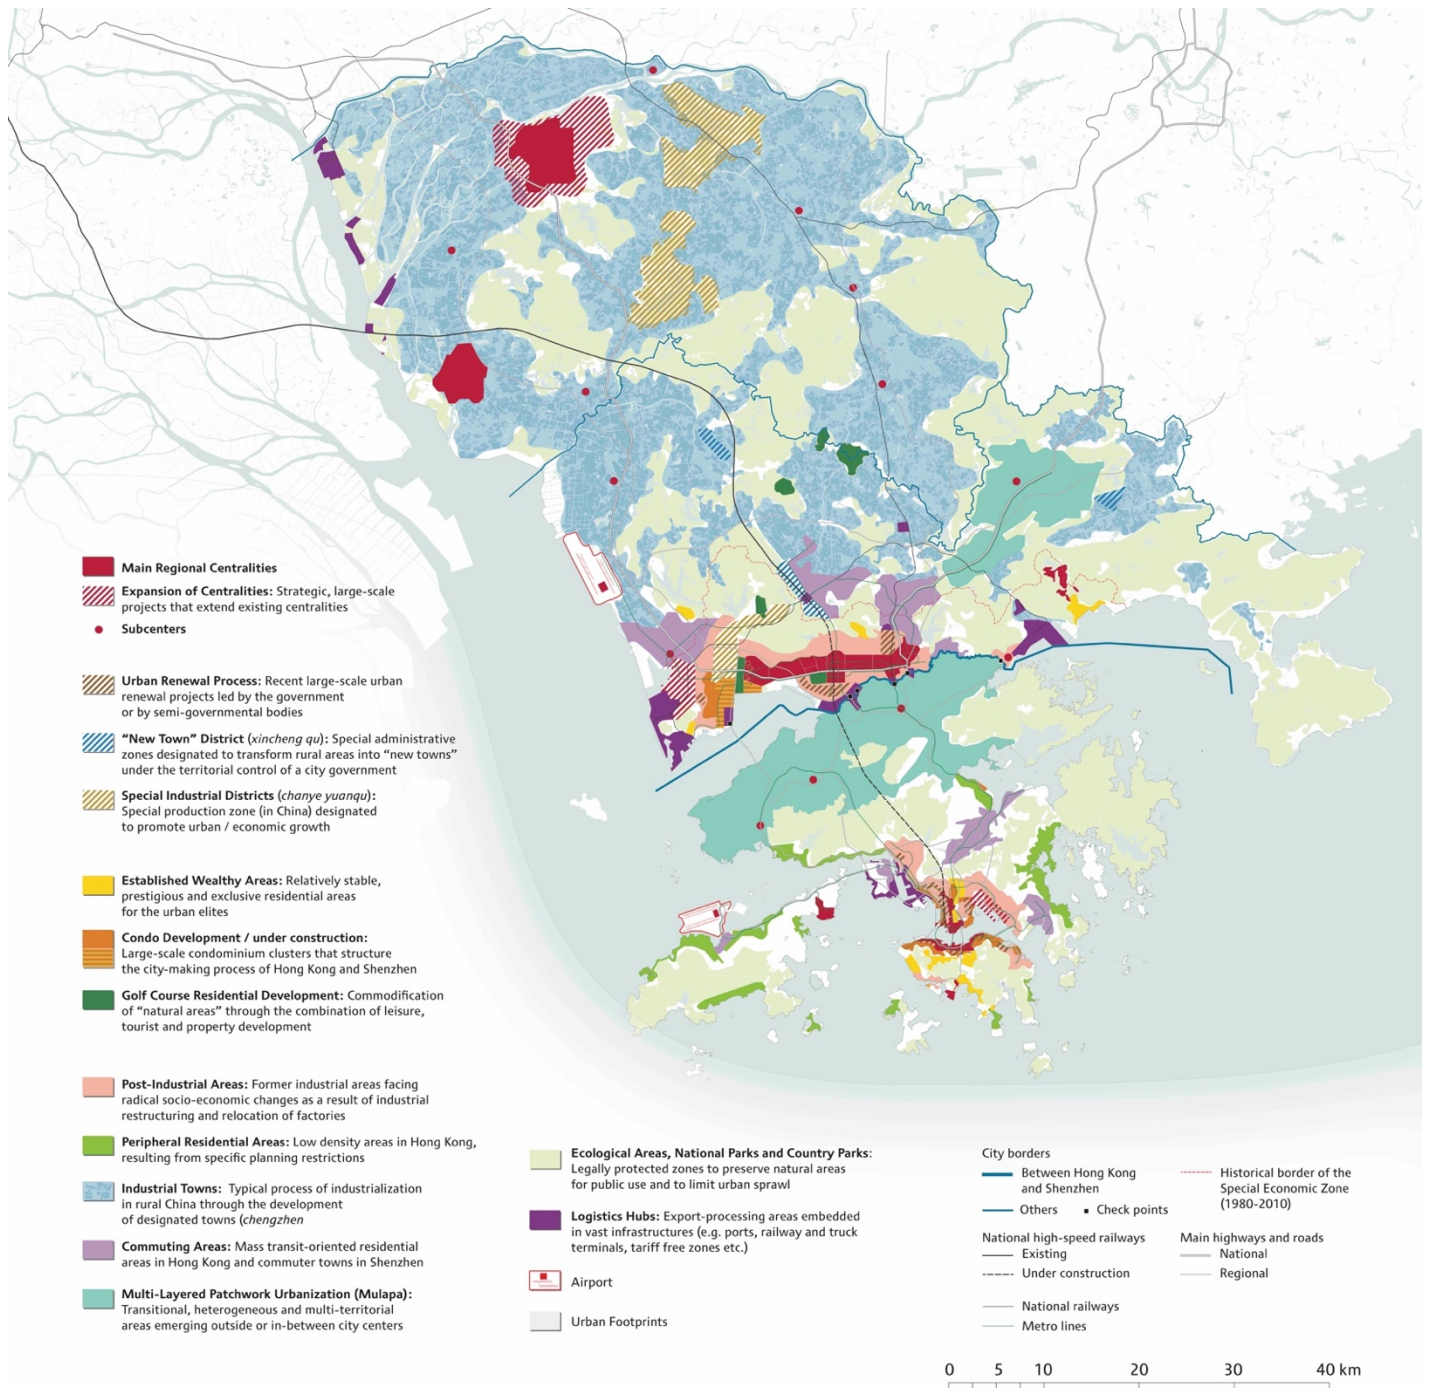 Main Regional Centralities
Expansion of Centralities: Strategic, large-scale
projects that extend existing centralities
Subcenters
Urban Renewal Process: Recent large-scale urban
renewal projects led by the government
or by semi-governmental bodies
“New Town” District (xincheng qu): Special administrative
zones designated to transform rural areas into “new towns”
under the territorial control of a city government
Special Industrial Districts (chanye yuanqu):
Special production zone (in China) designated
to promote urban / economic growth
Established Wealthy Areas: Relatively stable,
prestigious and exclusive residential areas
for the urban elites
Condo Development / under construction:
Large-scale condominium clusters that structure
the city-making process of Hong Kong and Shenzhen
Golf Course Residential Development: Commodification
of “natural areas” through the combination of leisure,
tourist and property development
Post-Industrial Areas: Former industrial areas facing
radical socio-economic changes as a result of industrial
restructuring and relocation of factories
Peripheral Residential Areas: Low density areas in Hong Kong,
resulting from specific planning restrictions
Industrial Towns: Typical process of industrialization
in rural China through the development
of designated towns (chengzhen
Commuting Areas: Mass transit-oriented residential
areas in Hong Kong and commuter towns in Shenzhen
Multi-Layered Patchwork Urbanization (Mulapa):
Transitional, heterogeneous and multi-territorial
areas emerging outside or in-between city centers
Ecological Areas, National Parks and Country Parks:
Legally protected zones to preserve natural areas
for public use and to limit urban sprawl
Logistics Hubs: Export-processing areas embedded
in vast infrastructures (e.g. ports, railway and truck
terminals, tariff free zones etc.)
Airport
Urban Footprints
City borders
Between Hong Kong
and Shenzhen
Others
Check points
Historical border of the
Special Economic Zone
(1980-2010)
National high-speed railways
Existing
Under construction
Main highways and roads
National
Regional
National railways
Metro lines
0 5 10 20 30 40 km